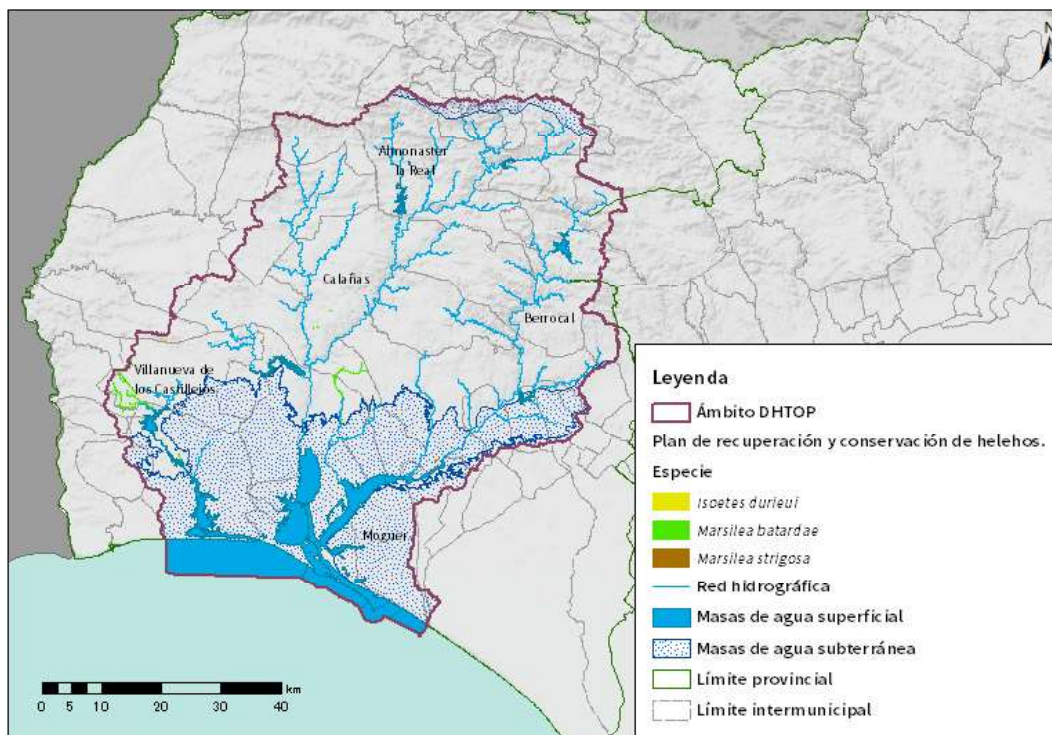 N
Almonaster
la Real
Calañas
Berrocal
Villanueva de
los Castillejos
Moguer
km
0 5 10 20 30 40
Leyenda
Ámbito DHTOP
Plan de recuperación y conservación de helehos.
Especie
Isoetes durieui
Marsilea batardae
Marsilea strigosa
Red hidrográfica
Masas de agua superficial
Masas de agua subterránea
Límite provincial
Límite intermunicipal